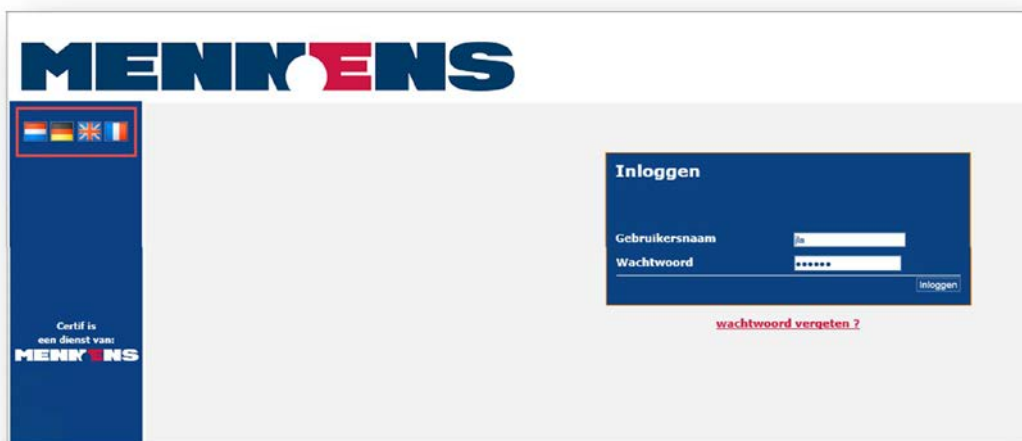 MENNENS
Inloggen
Gebruikersnaam
Wachtwoord ••••••
Inloggen
wachtwoord vergeten ?
Certif is
een dienst van:
MENNENS